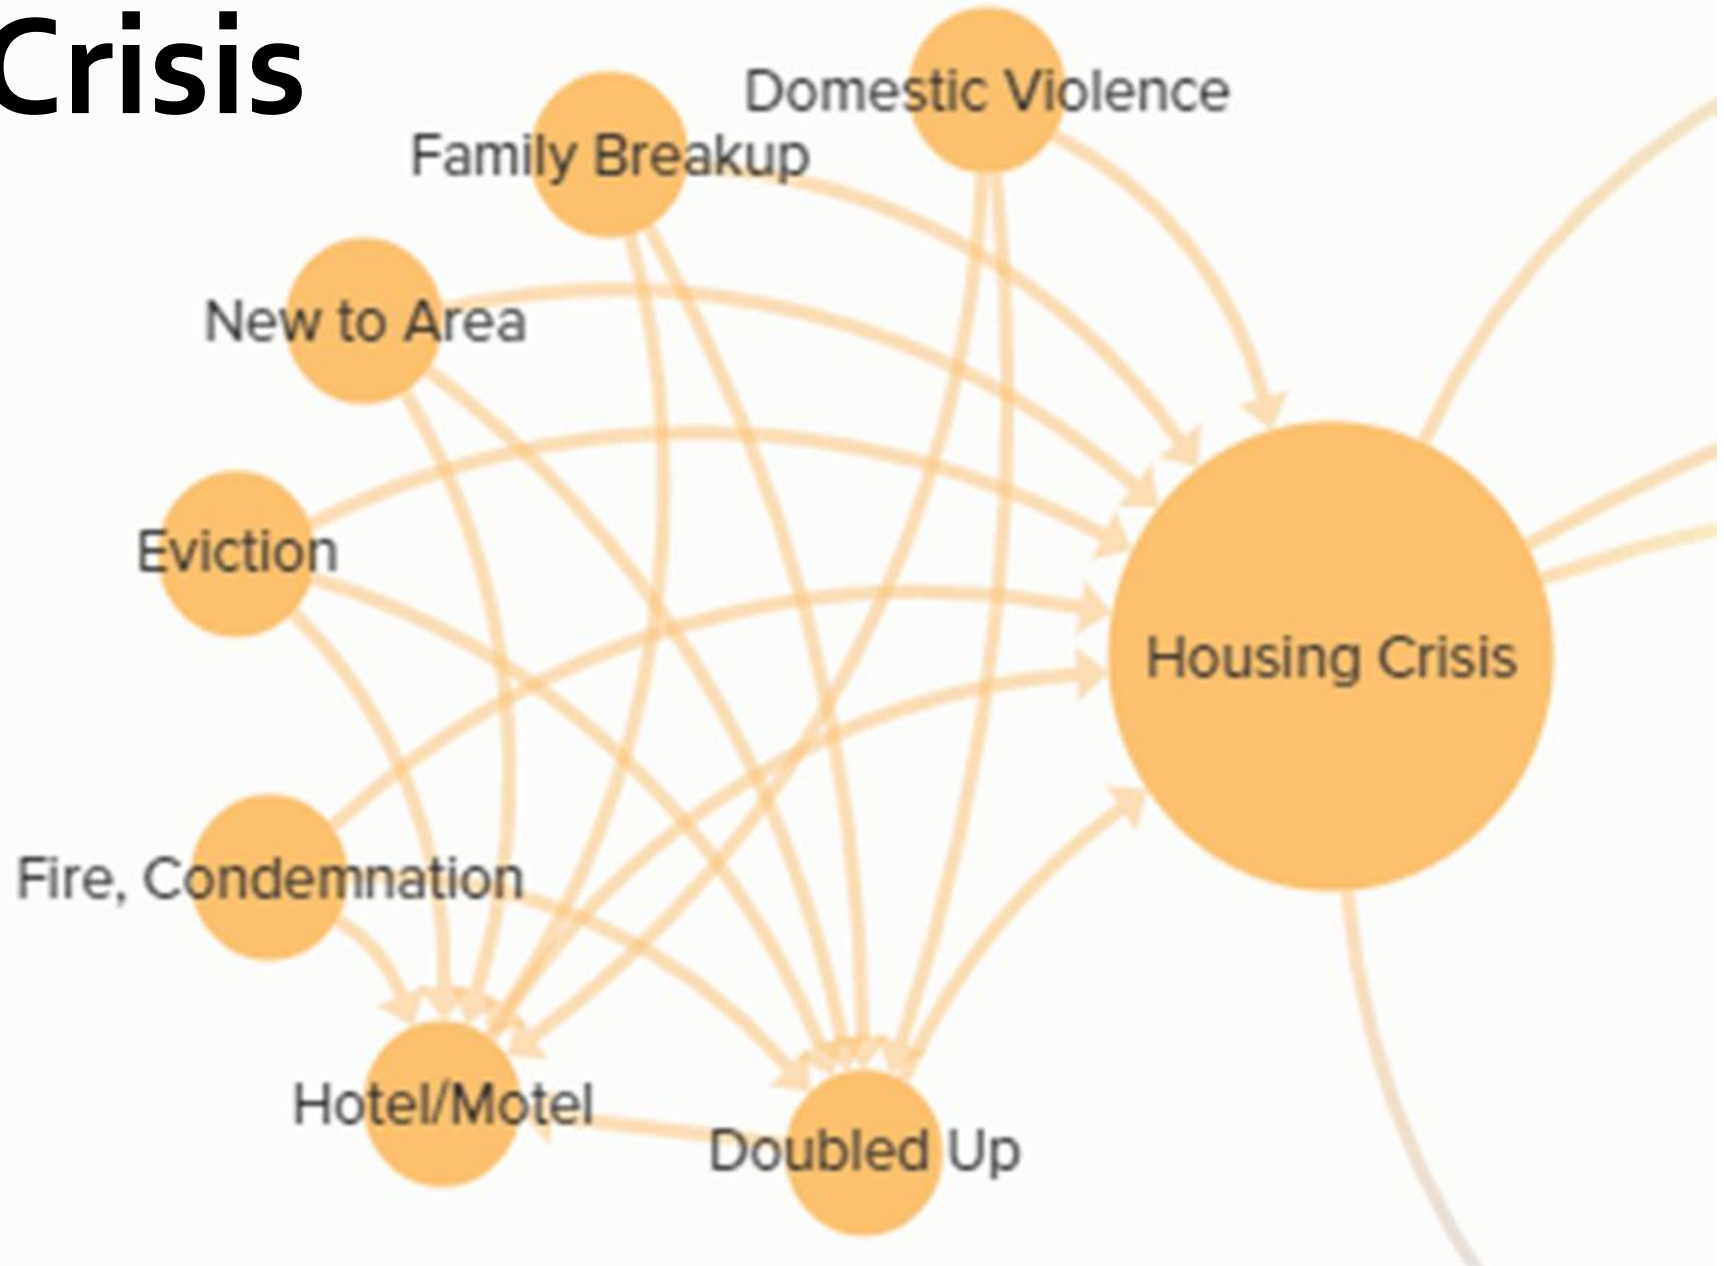 Crisis
Domestic Violence
Family Breakup
New to Area
Eviction
Housing Crisis
Fire, Condemnation
Hotel/Motel
Doubled Up